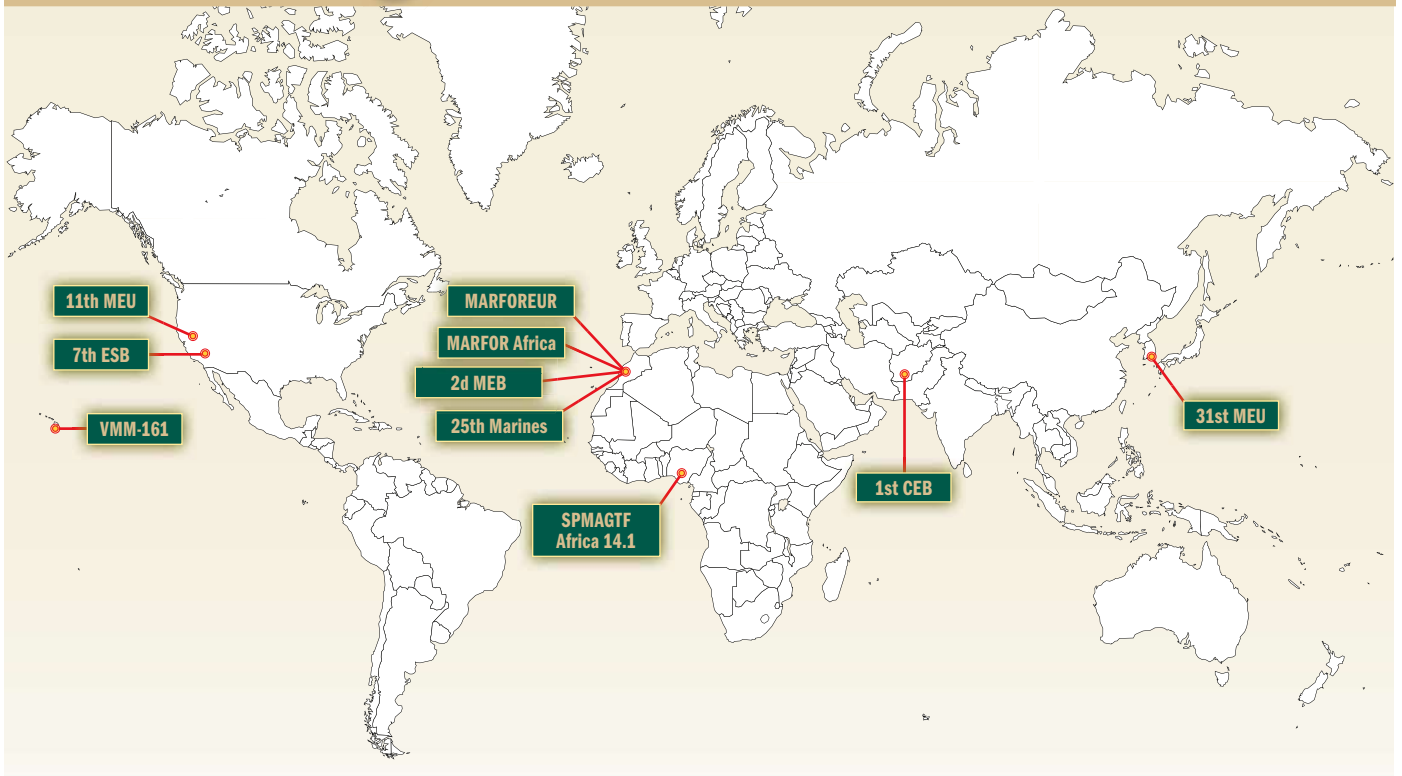 11th MEU
7th ESB
VMM-161
MARFOREUR
MARFOR Africa
2d MEB
25th Marines
SPMAGTF
Africa 14.1
1st CEB
31st MEU